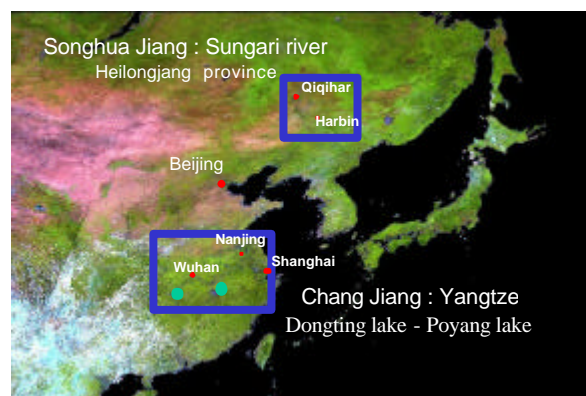 Songhua Jiang : Sungari river
Heilongjang province
Qiqihar
Harbin
Beijing
Nanjing
Wuhan
Shanghai
Chang Jiang : Yangtze
Dongting lake - Poyang lake